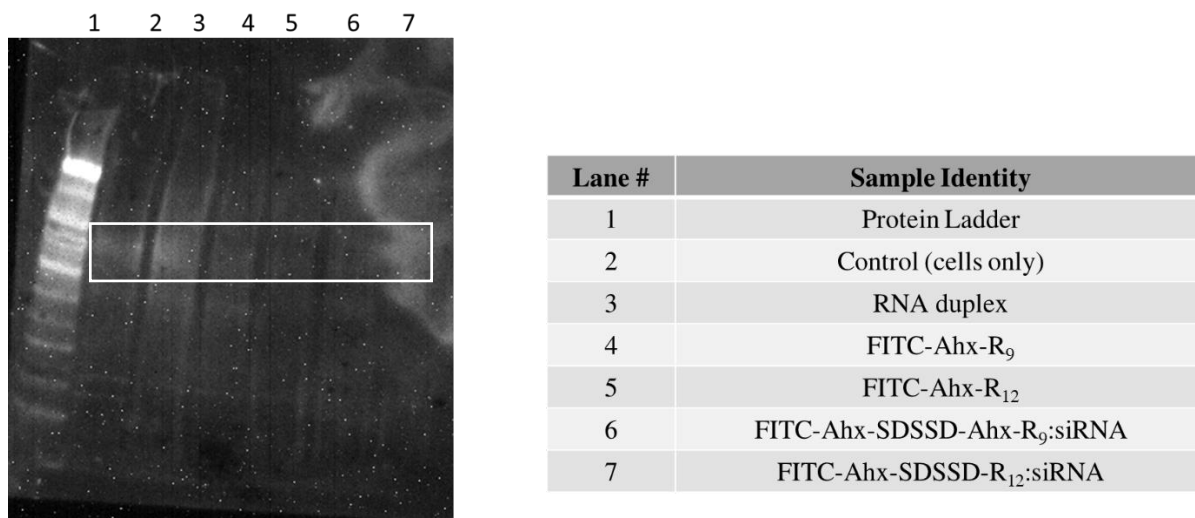 1 2 3 4 5 6 7
Lane # Sample Identity
1 Protein Ladder
2 Control (cells only)
3 RNA duplex
4 FITC-Ahx-R₉
5 FITC-Ahx-R₁₂
6 FITC-Ahx-SDSSD-Ahx-R₉:siRNA
7 FITC-Ahx-SDSSD-R₁₂:siRNA